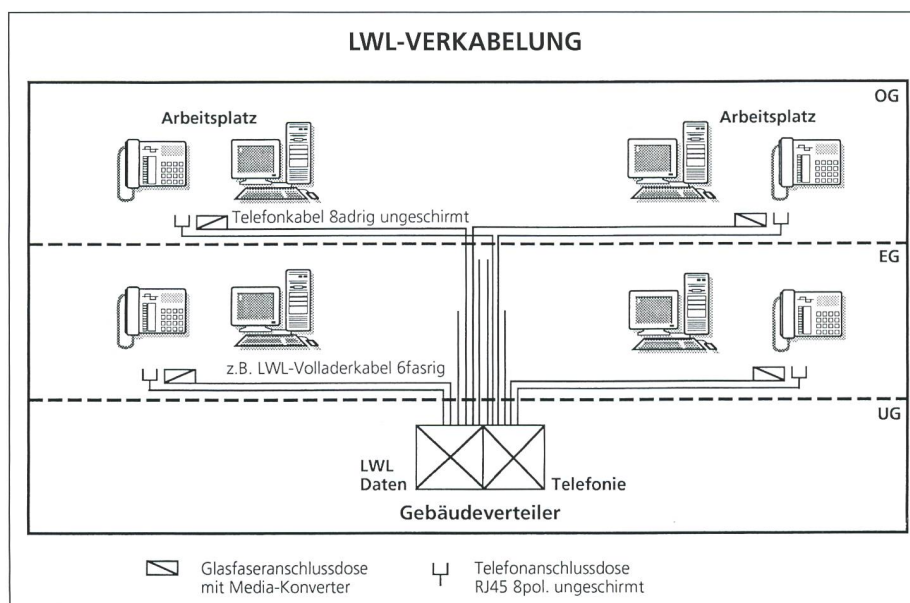 LWL-VERKABELUNG
OG
Arbeitsplatz
Arbeitsplatz
Telefonkabel 8adrig ungeschirmt
EG
z.B. LWL-Volladerkabel 6fasrig
UG
LWL
Daten
Telefonie
Gebäudeverteiler
Glasfaseranschlussdose
mit Media-Konverter
Telefonanschlussdose
RJ45 8pol. ungeschirmt